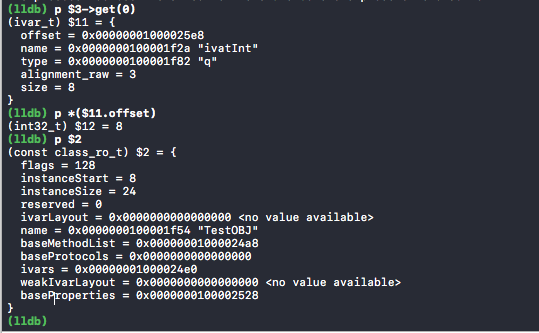 (lldb) p $3->get(0)
(ivar_t) $11 = {
  offset = 0x00000001000025e8
  name = 0x0000000100001f2a "ivatInt"
  type = 0x0000000100001f82 "q"
  alignment_raw = 3
  size = 8
}
(lldb) p *($11.offset)
(int32_t) $12 = 8
(lldb) p $2
(const class_ro_t) $2 = {
  flags = 128
  instanceStart = 8
  instanceSize = 24
  reserved = 0
  ivarLayout = 0x0000000000000000 <no value available>
  name = 0x0000000100001f54 "TestOBJ"
  baseMethodList = 0x00000001000024a8
  baseProtocols = 0x0000000000000000
  ivars = 0x00000001000024e0
  weakIvarLayout = 0x0000000000000000 <no value available>
  baseProperties = 0x0000000100002528
}
(lldb)